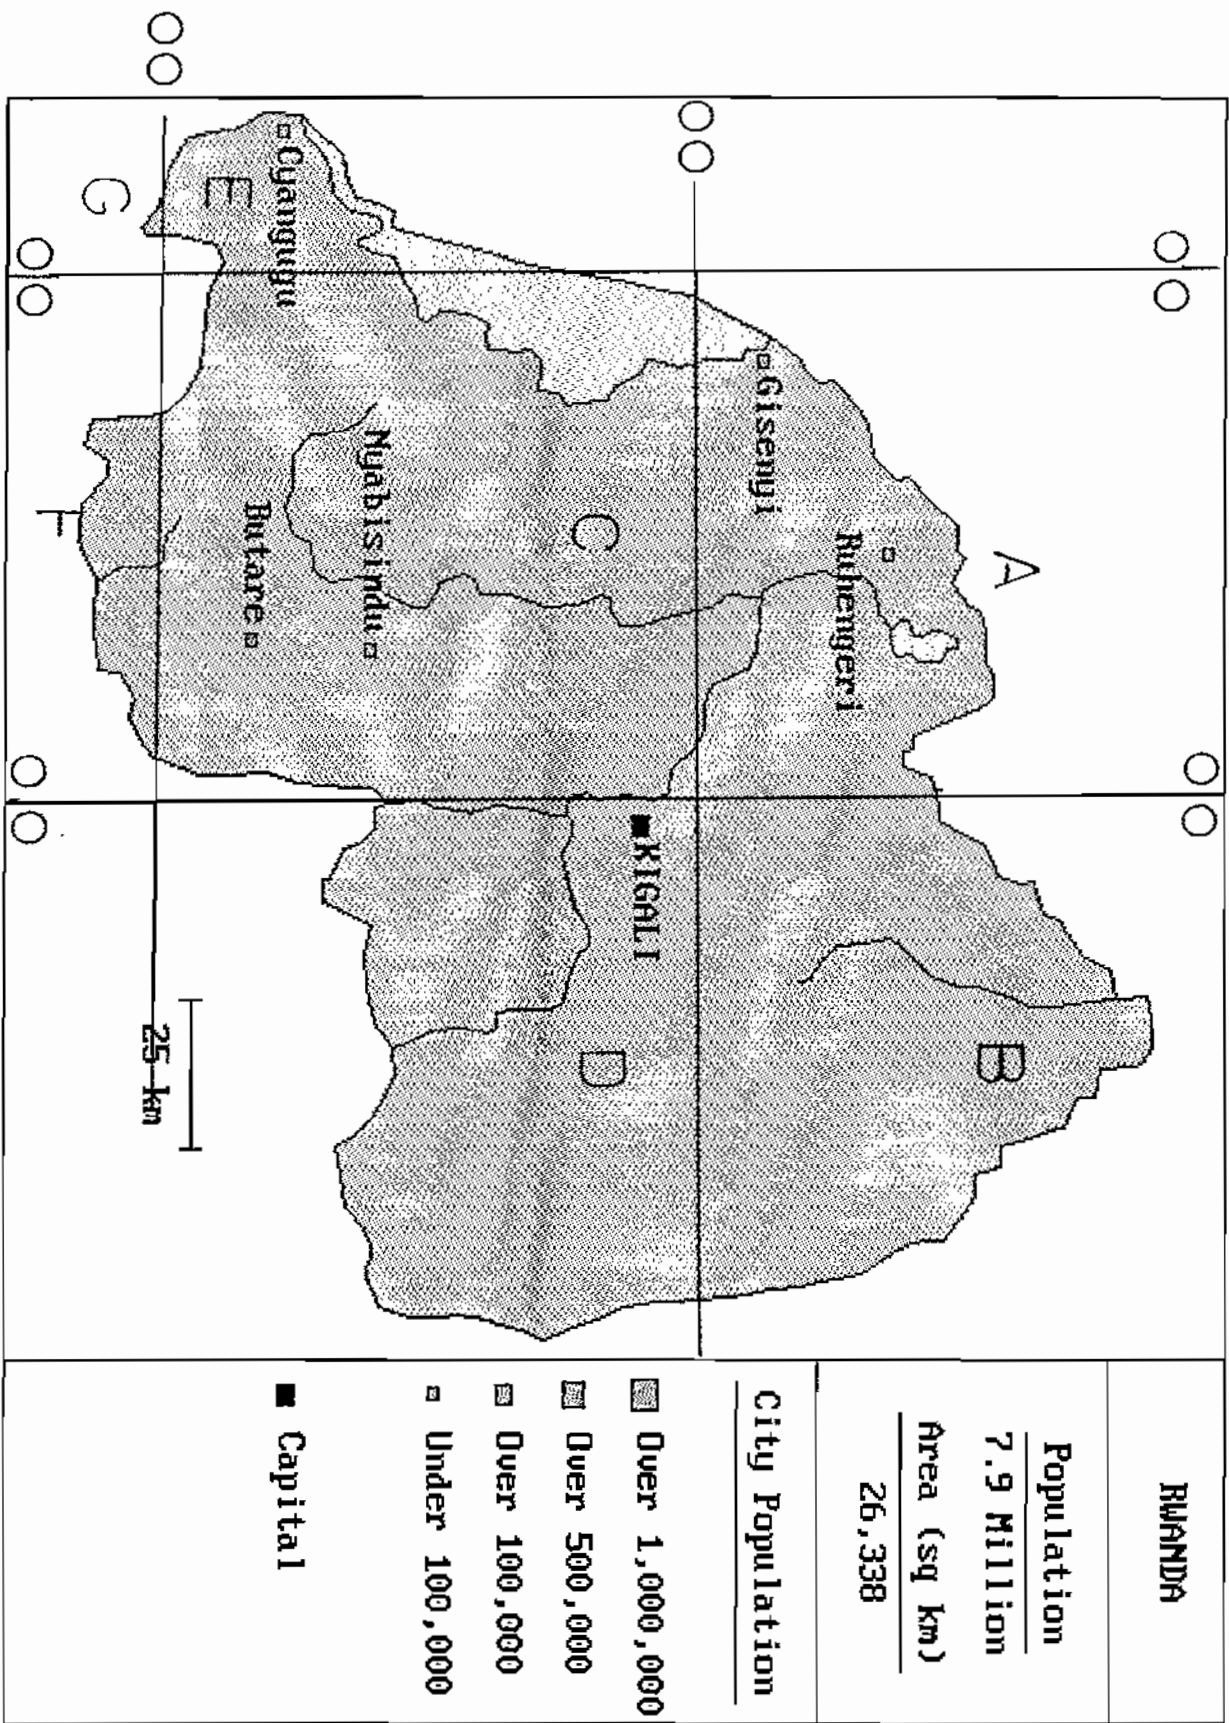 RWANDA
Population
7.9 Million
Area (sq km)
26,338
City Population
Over 1,000,000
Over 500,000
Over 100,000
Under 100,000
Capital
A
B
Ruhengeri
Gisenyi
C
KIGALI
D
Nyabisindu
Cyangugu
Butare
E
25 km
G
F